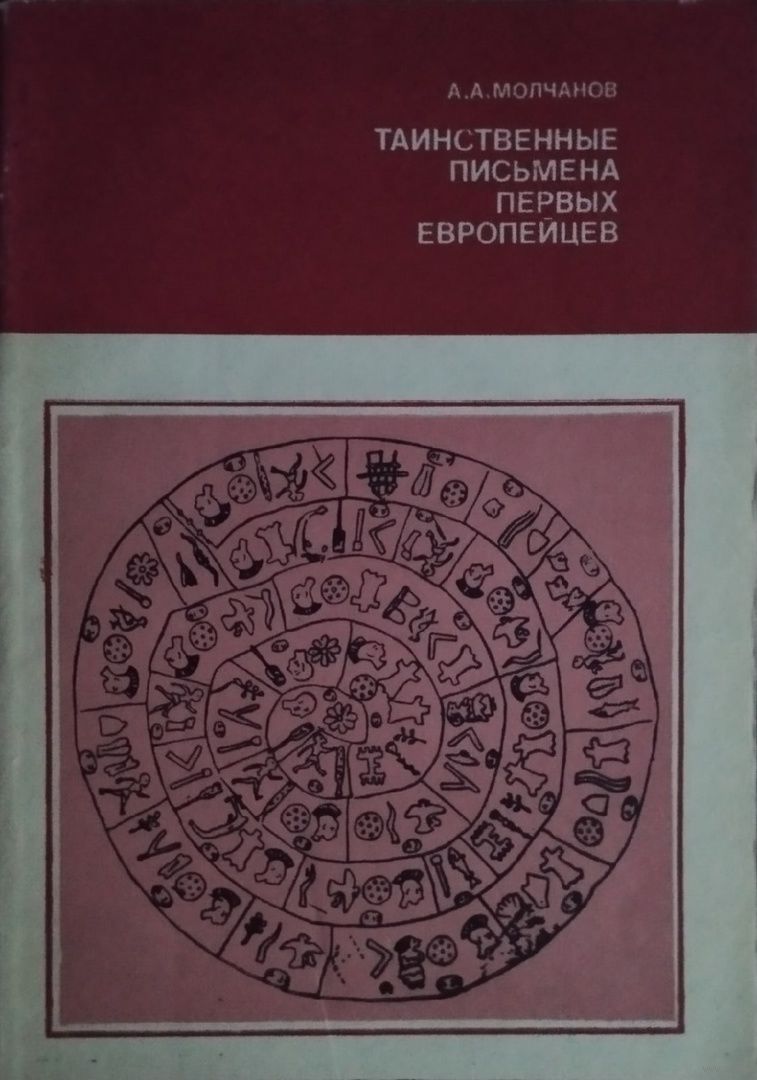 А.А.МОЛЧАНОВ
ТАИНСТВЕННЫЕ
ПИСЬМЕНА
ПЕРВЫХ
ЕВРОПЕЙЦЕВ